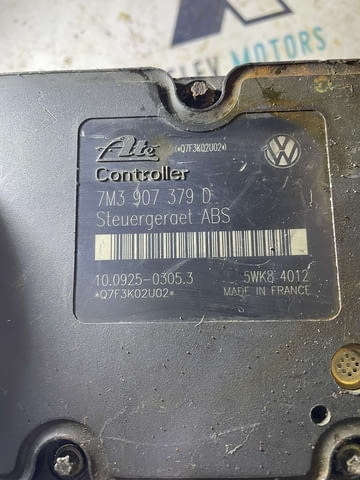 MOTORS
Ate *Q7F3K02U02*
Controller
7M3 907 379 D
Steuergeraet ABS
10.0925-0305.3 5WK8 4012
*Q7F3K02U02* MADE IN FRANCE